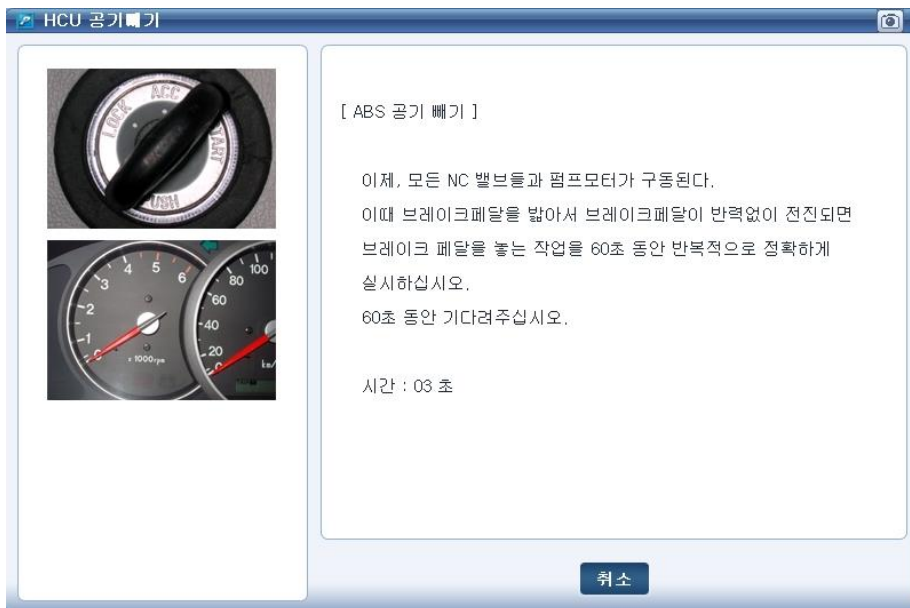 HCU 공기빼기
LOCK ACC START
PUSH
[ ABS 공기 빼기 ]
이제, 모든 NC 밸브들과 펌프모터가 구동된다.
이때 브레이크페달을 밟아서 브레이크페달이 반력없이 전진되면
브레이크 페달을 놓는 작업을 60초 동안 반복적으로 정확하게
실시하십시오.
60초 동안 기다려주십시오.
시간 : 03 초
0 1 2 3 4 5 6
x 1000rpm
0 20 40 60 80 100
km/
취소